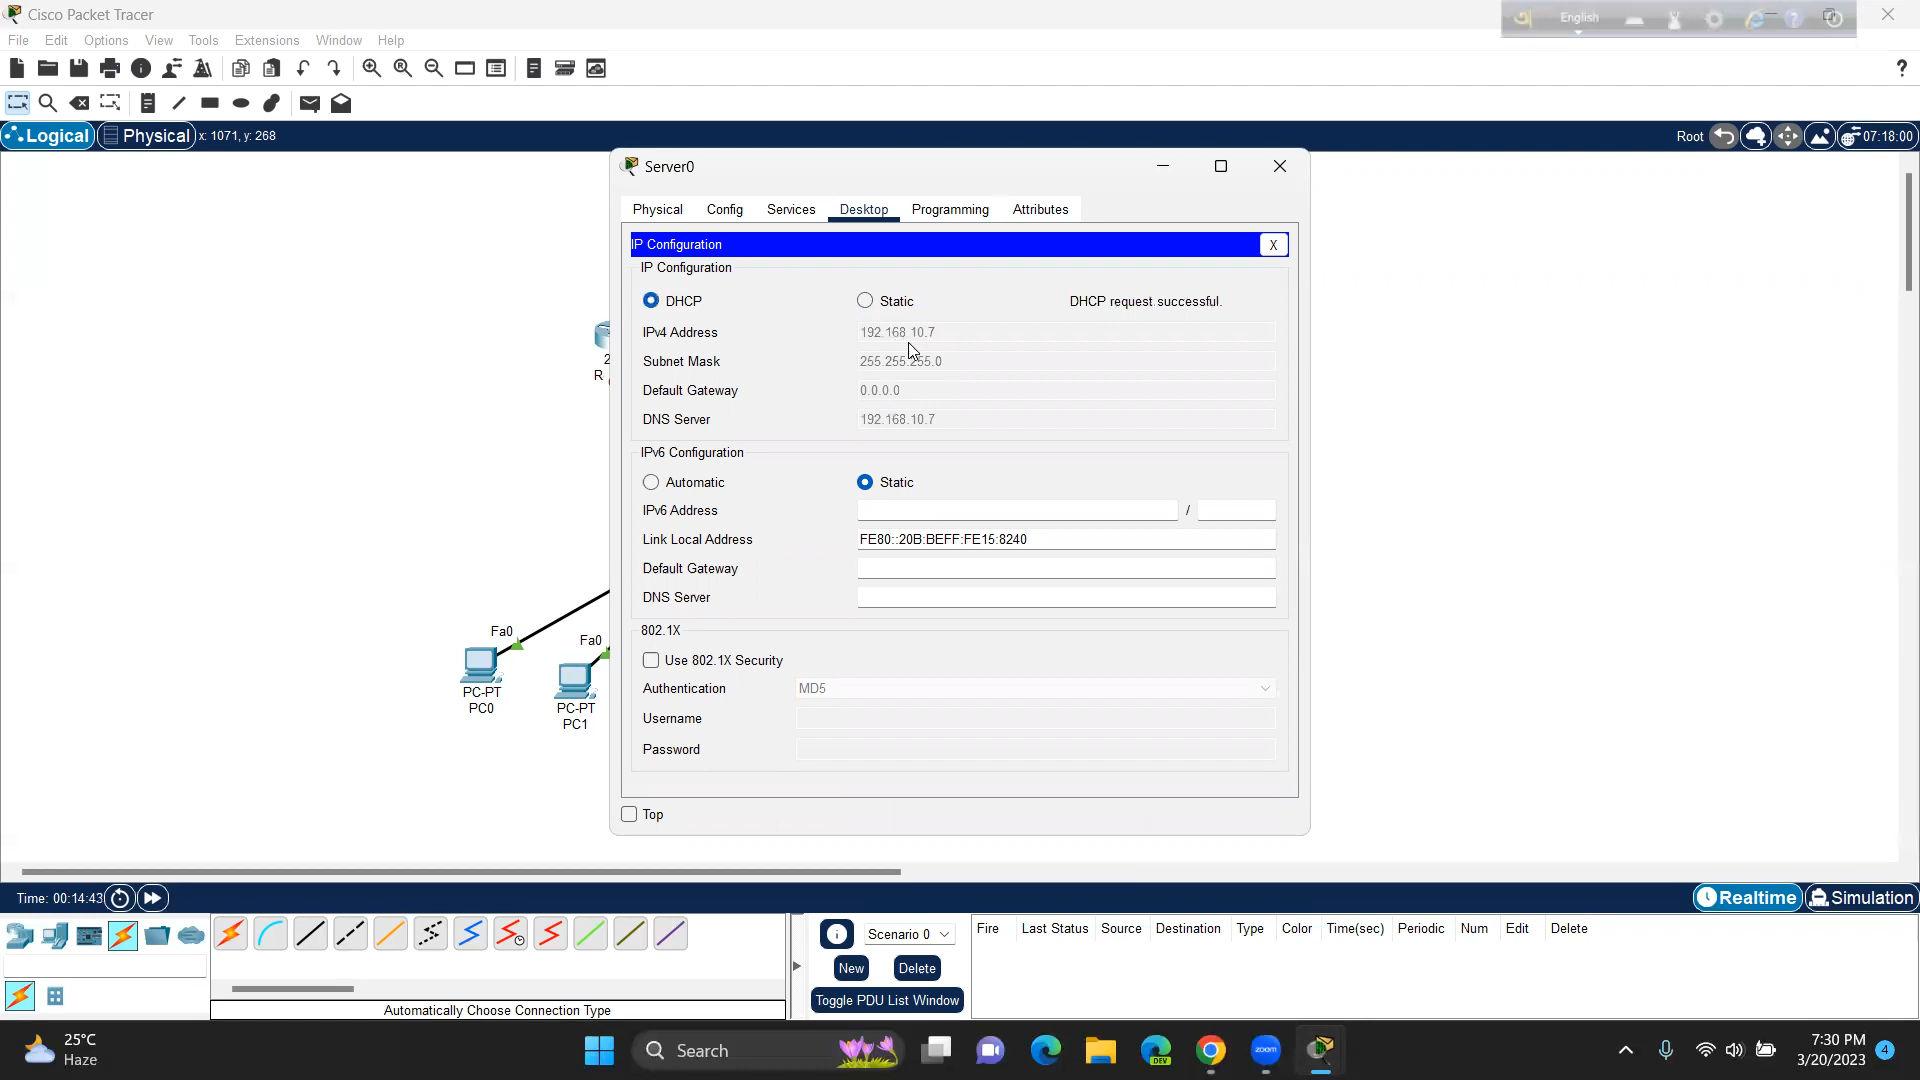 Cisco Packet Tracer
English
File Edit Options View Tools Extensions Window Help
?
Logical Physical x: 1071, y: 268
Root 07:18:00
Server0
Physical Config Services Desktop Programming Attributes
IP Configuration X
IP Configuration
DHCP Static DHCP request successful.
IPv4 Address 192.168.10.7
Subnet Mask 255.255.255.0
Default Gateway 0.0.0.0
DNS Server 192.168.10.7
IPv6 Configuration
Automatic Static
IPv6 Address /
Link Local Address FE80::20B:BEFF:FE15:8240
Default Gateway
DNS Server
802.1X
Use 802.1X Security
Authentication MD5
Username
Password
Top
2
R
Fa0
Fa0
PC-PT
PC0
PC-PT
PC1
Time: 00:14:43
Realtime Simulation
Scenario 0
New Delete
Toggle PDU List Window
Fire Last Status Source Destination Type Color Time(sec) Periodic Num Edit Delete
Automatically Choose Connection Type
25°C
Haze
Search
DEV
zoom
7:30 PM
3/20/2023
4